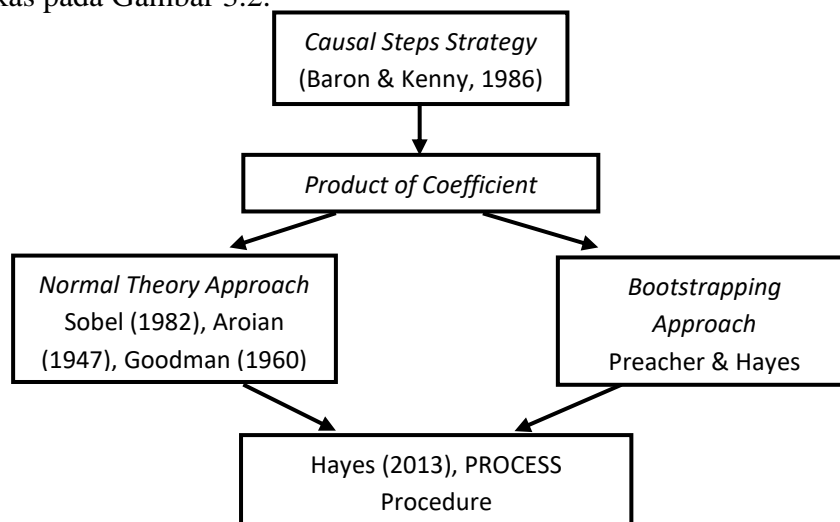 pada Gambar 3.2.
Causal Steps Strategy
(Baron & Kenny, 1986)
Product of Coefficient
Normal Theory Approach
Sobel (1982), Aroian
(1947), Goodman (1960)
Bootstrapping
Approach
Preacher & Hayes
Hayes (2013), PROCESS
Procedure